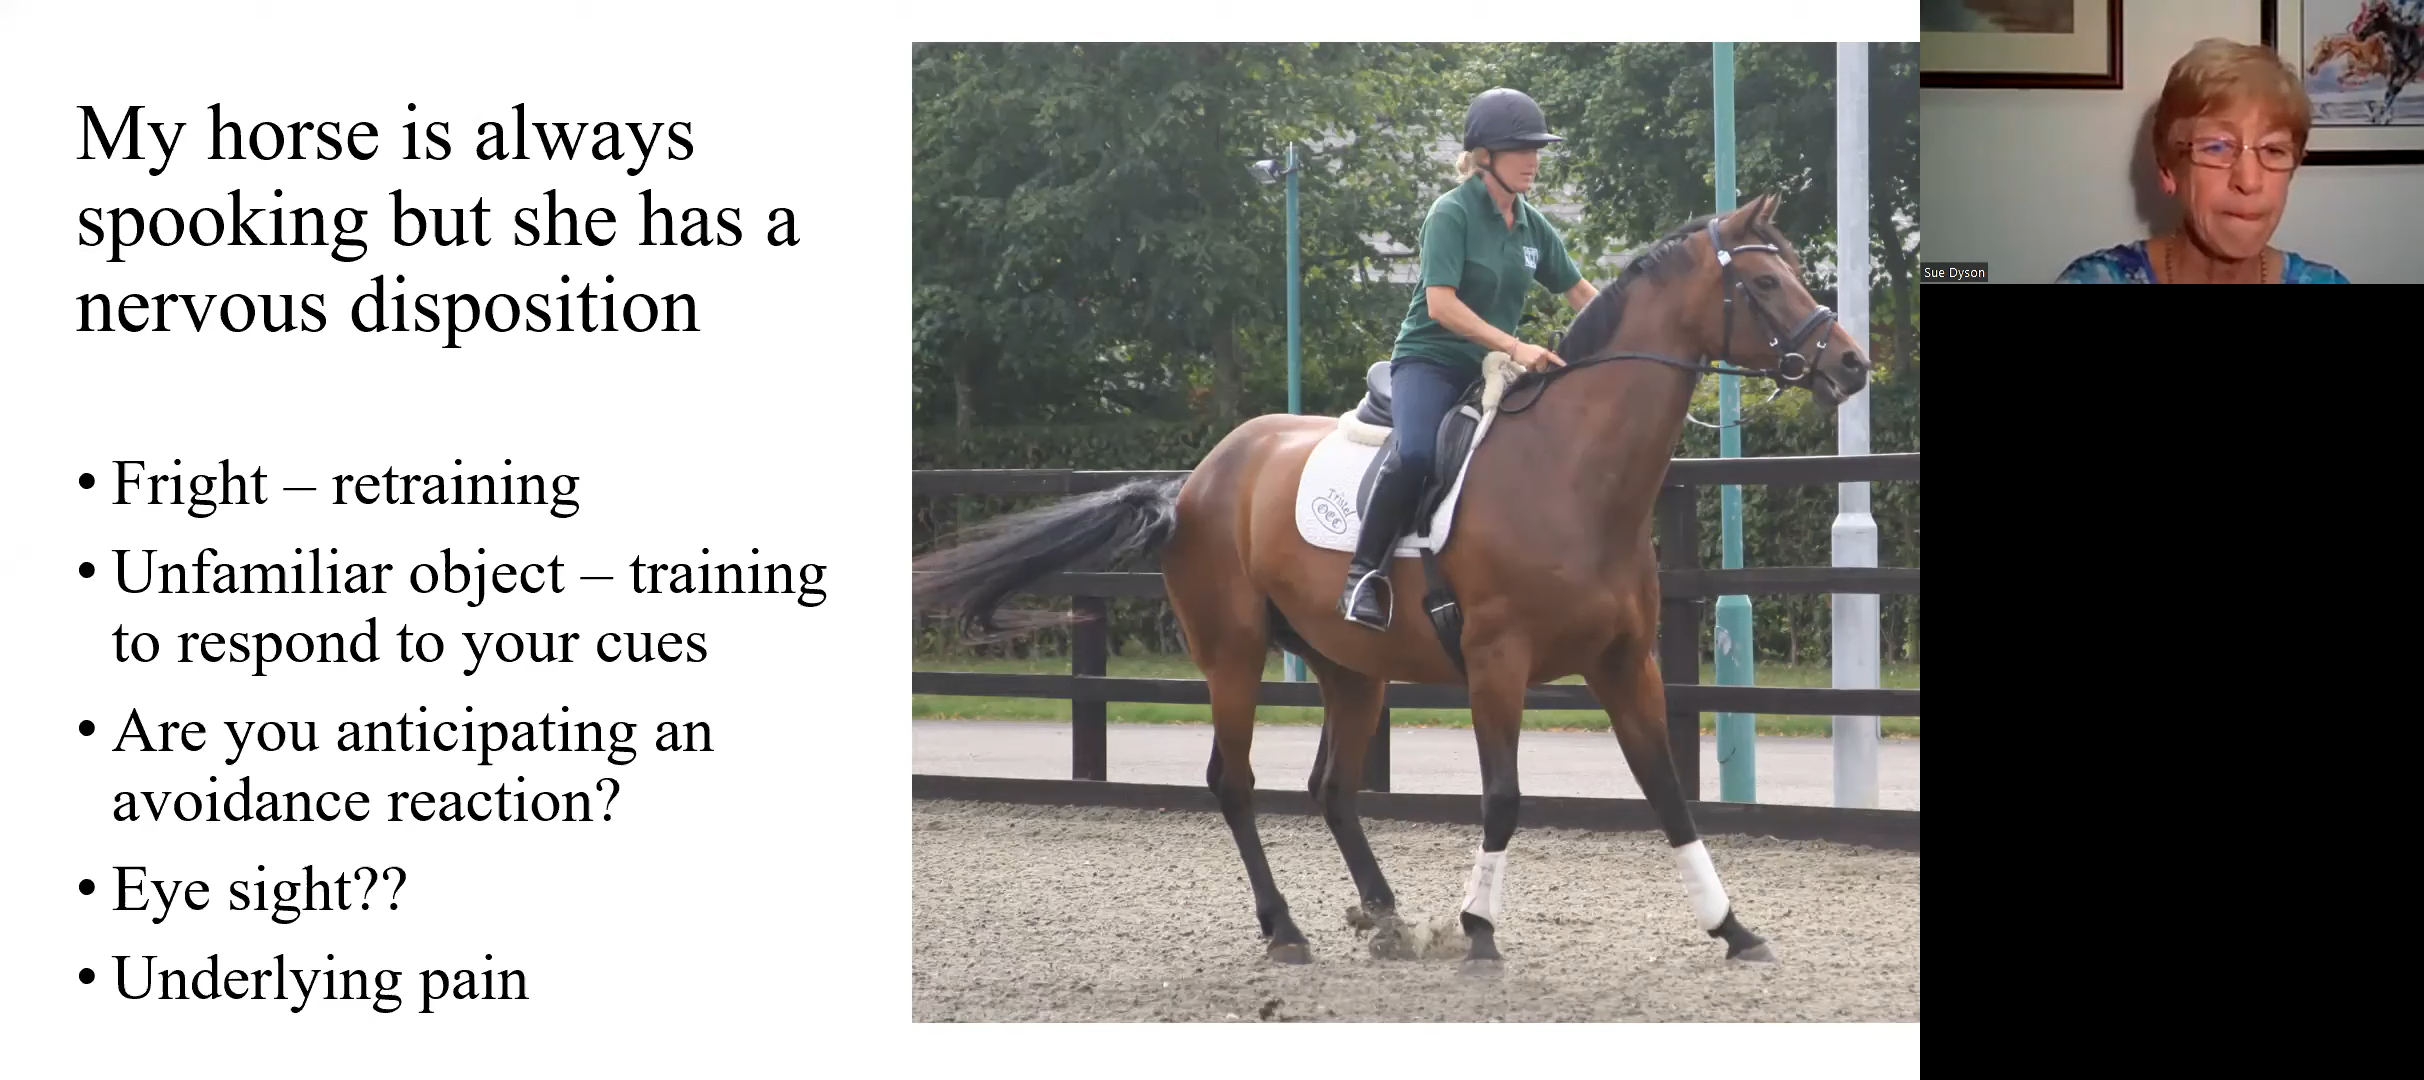 My horse is always
spooking but she has a
nervous disposition
• Fright – retraining
• Unfamiliar object – training
to respond to your cues
• Are you anticipating an
avoidance reaction?
• Eye sight??
• Underlying pain
Tristel
OCC
Sue Dyson